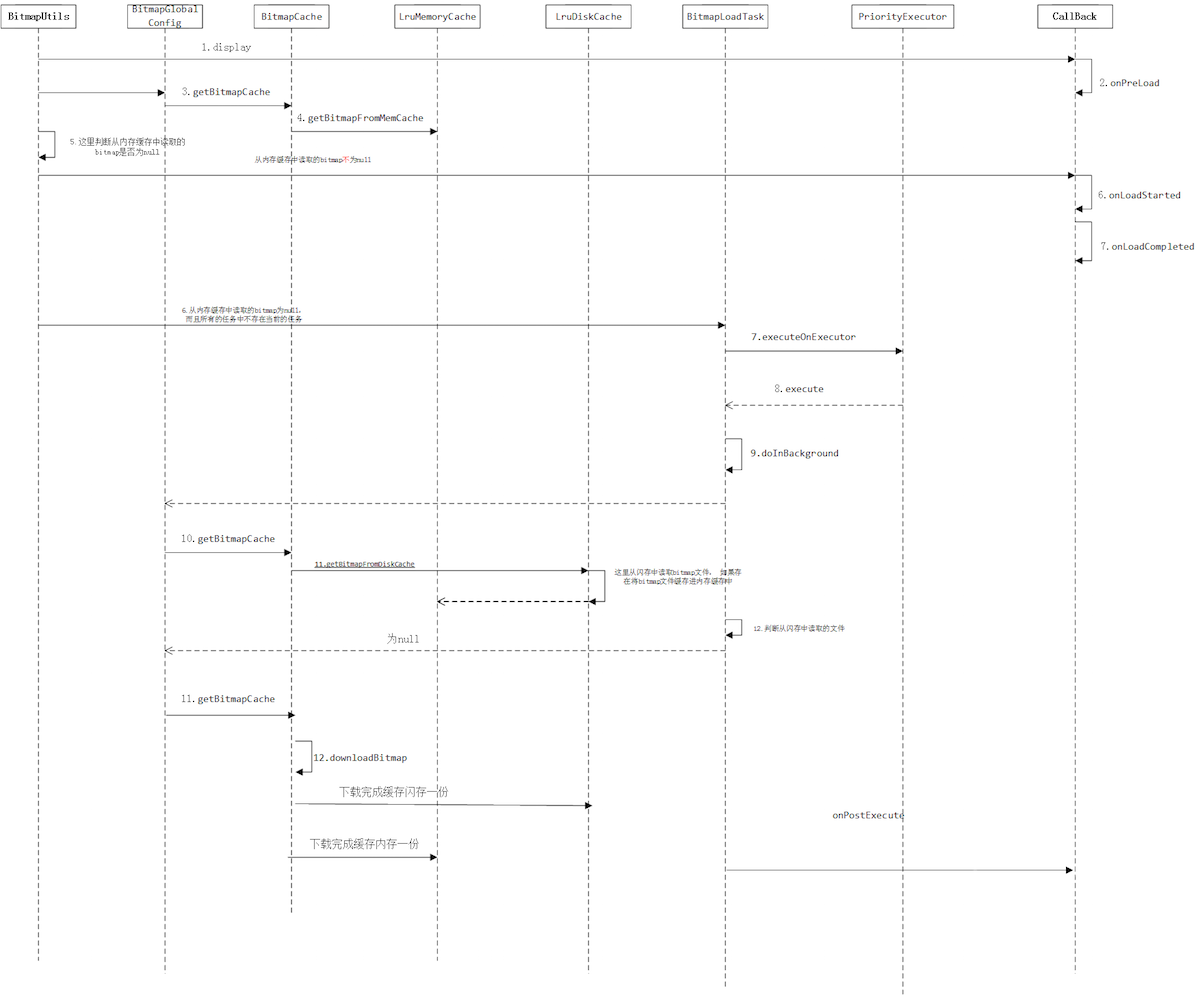 BitmapUtils
BitmapGlobal
Config
BitmapCache
LruMemoryCache
LruDiskCache
BitmapLoadTask
PriorityExecutor
CallBack
1.display
2.onPreLoad
3.getBitmapCache
4.getBitmapFromMemCache
5.这里判断从内存缓存中读取的
bitmap是否为null
从内存缓存中读取的bitmap不为null
6.onLoadStarted
7.onLoadCompleted
6.从内存缓存中读取的bitmap为null,
而且所有的任务中不存在当前的任务
7.executeOnExecutor
8.execute
9.doInBackground
10.getBitmapCache
11.getBitmapFromDiskCache
这里从闪存中读取bitmap文件, 如果存
在将bitmap文件缓存进内存缓存中
12.判断从闪存中读取的文件
为null
11.getBitmapCache
12.downloadBitmap
下载完成缓存闪存一份
onPostExecute
下载完成缓存内存一份